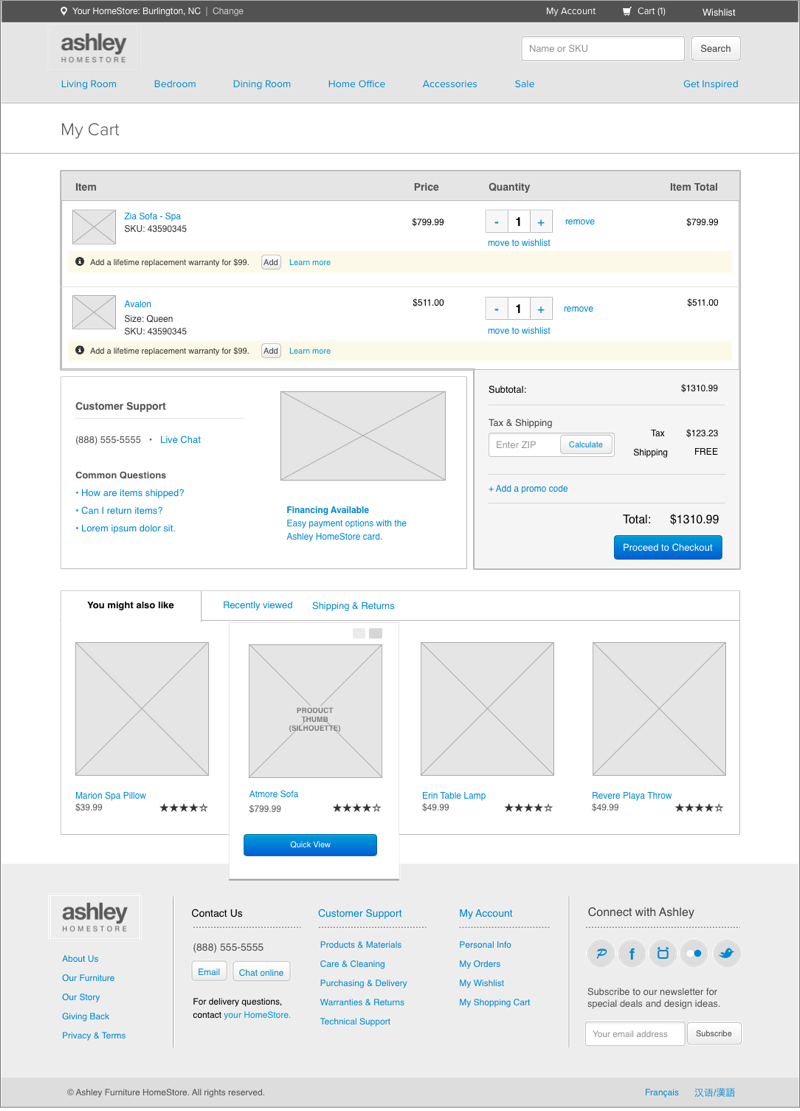 Your HomeStore: Burlington, NC | Change
My Account Cart (1) Wishlist
ashley
HOMESTORE
Name or SKU Search
Living Room Bedroom Dining Room Home Office Accessories Sale Get Inspired
My Cart
Item Price Quantity Item Total
Zia Sofa - Spa
SKU: 43590345
$799.99 - 1 + remove $799.99
move to wishlist
Add a lifetime replacement warranty for $99. Add Learn more
Avalon
Size: Queen
SKU: 43590345
$511.00 - 1 + remove $511.00
move to wishlist
Add a lifetime replacement warranty for $99. Add Learn more
Customer Support
(888) 555-5555 • Live Chat
Common Questions
• How are items shipped?
• Can I return items?
• Lorem ipsum dolor sit.
Financing Available
Easy payment options with the
Ashley HomeStore card.
Subtotal: $1310.99
Tax & Shipping
Enter ZIP Calculate
Tax $123.23
Shipping FREE
+ Add a promo code
Total: $1310.99
Proceed to Checkout
You might also like Recently viewed Shipping & Returns
PRODUCT
THUMB
(SILHOUETTE)
Marion Spa Pillow
$39.99 ★★★★☆
Atmore Sofa
$799.99 ★★★★☆
Quick View
Erin Table Lamp
$49.99 ★★★★☆
Revere Playa Throw
$49.99 ★★★★☆
ashley
HOMESTORE
About Us
Our Furniture
Our Story
Giving Back
Privacy & Terms
Contact Us
(888) 555-5555
Email Chat online
For delivery questions,
contact your HomeStore.
Customer Support
Products & Materials
Care & Cleaning
Purchasing & Delivery
Warranties & Returns
Technical Support
My Account
Personal Info
My Orders
My Wishlist
My Shopping Cart
Connect with Ashley
Subscribe to our newsletter for
special deals and design ideas.
Your email address Subscribe
© Ashley Furniture HomeStore. All rights reserved.
Français 汉语/漢語